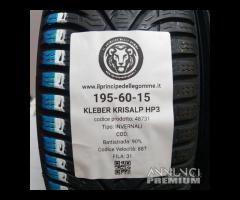 www.ilprincipedellegomme.it
195-60-15
KLEBER KRISALP HP3
codice prodotto: 48731
Tipo: INVERNALI
COD:
Battistrada: 90%
Codice Velocità: 88T
FILA: 31
ANNUNCI
PREMIUM